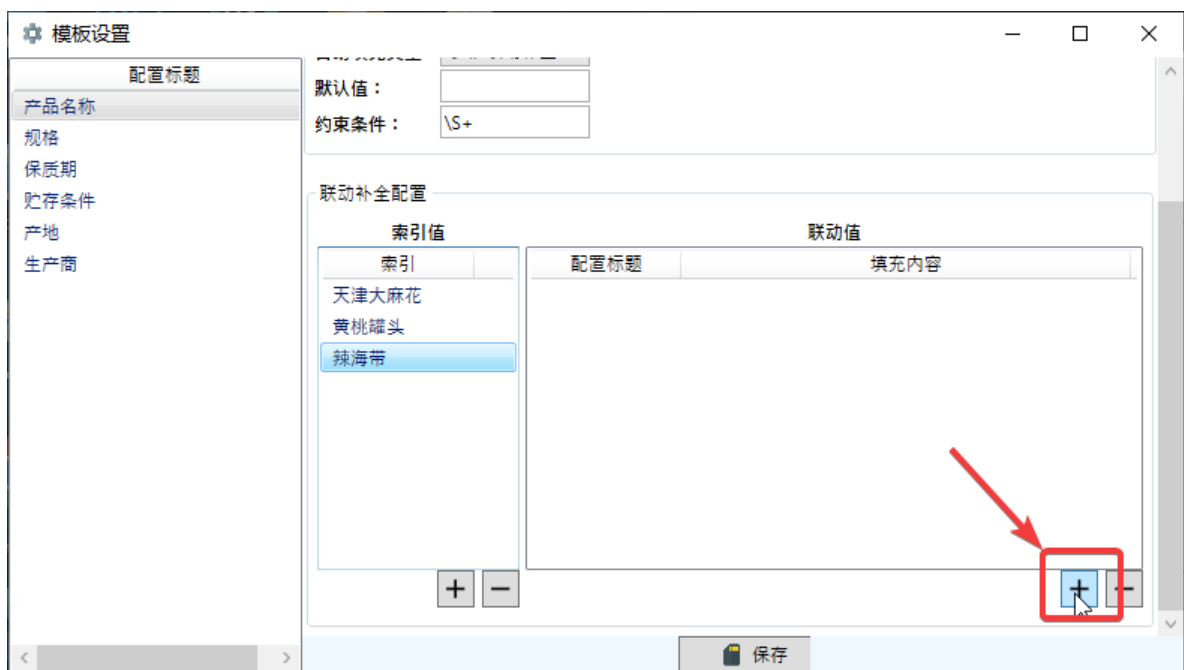 模板设置
配置标题
产品名称
规格
保质期
贮存条件
产地
生产商
默认值：
约束条件： \S+
联动补全配置
索引值 联动值
索引 配置标题 填充内容
天津大麻花
黄桃罐头
辣海带
保存